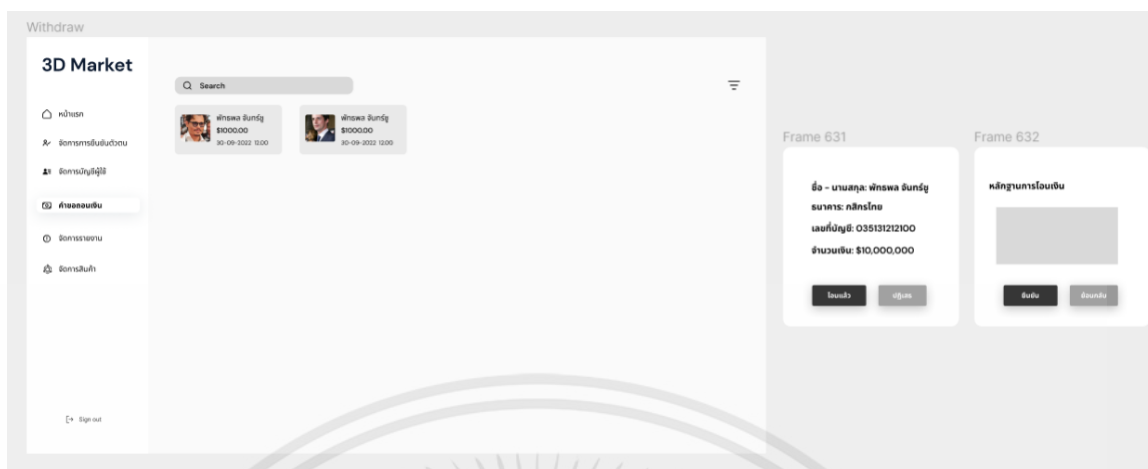 Withdraw
3D Market
Search
หน้าแรก
จัดการการยืนยันตัวตน
จัดการบัญชีผู้ใช้
คำขอถอนเงิน
จัดการรายงาน
จัดการสินค้า
Sign out
พัทธพล จันทร์ชู
$1000.00
30-09-2022 12:00
พัทธพล จันทร์ชู
$1000.00
30-09-2022 12:00
Frame 631
ชื่อ - นามสกุล: พัทธพล จันทร์ชู
ธนาคาร: กสิกรไทย
เลขที่บัญชี: 035131212100
จำนวนเงิน: $10,000,000
โอนแล้ว
ปฏิเสธ
Frame 632
หลักฐานการโอนเงิน
ยืนยัน
ย้อนกลับ